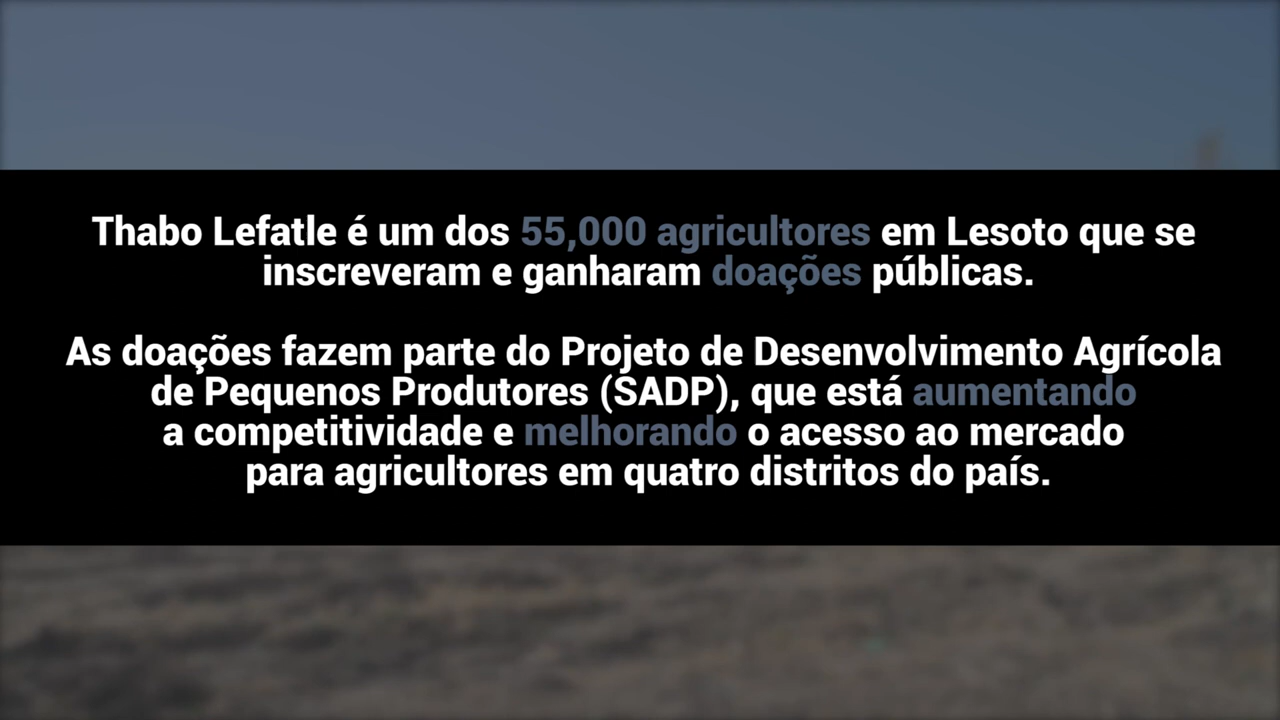 Thabo Lefatle é um dos 55,000 agricultores em Lesoto que se
inscreveram e ganharam doações públicas.
As doações fazem parte do Projeto de Desenvolvimento Agrícola
de Pequenos Produtores (SADP), que está aumentando
a competitividade e melhorando o acesso ao mercado
para agricultores em quatro distritos do país.